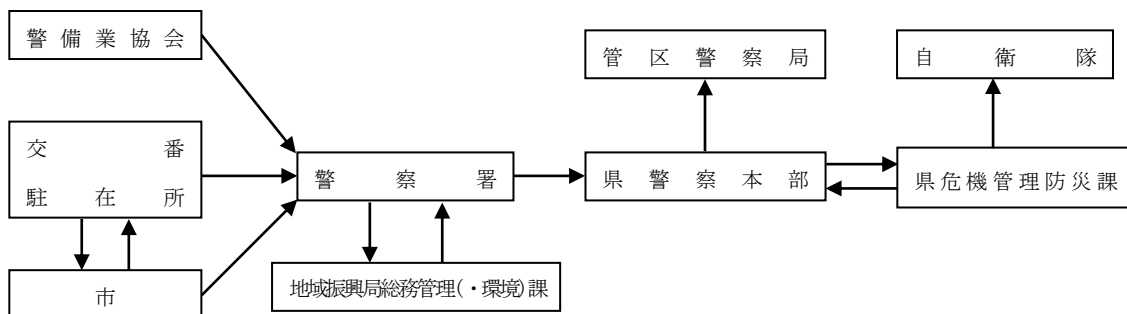 警備業協会
管区警察局
自衛隊
交番
駐在所
警察署
県警察本部
県危機管理防災課
市
地域振興局総務管理(・環境)課